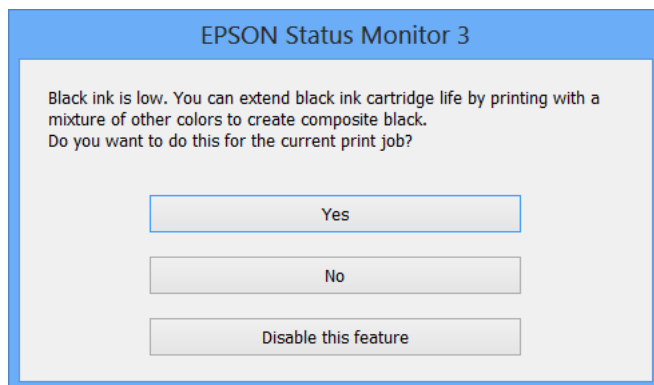 EPSON Status Monitor 3
Black ink is low. You can extend black ink cartridge life by printing with a
mixture of other colors to create composite black.
Do you want to do this for the current print job?
Yes
No
Disable this feature